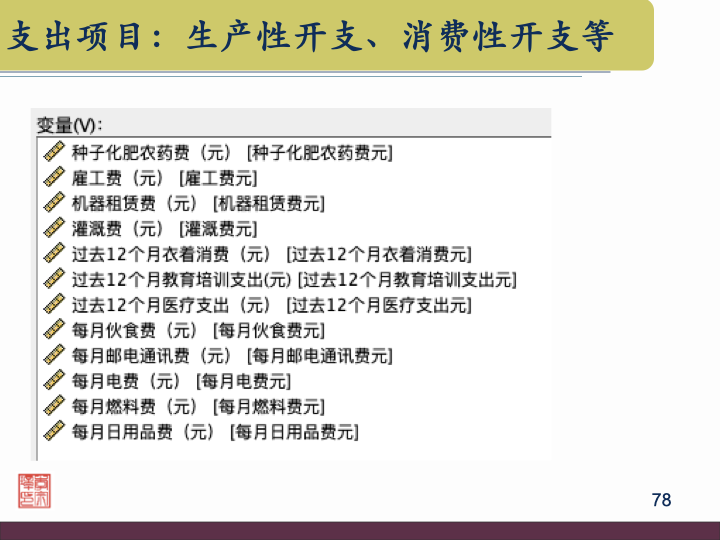 支出项目：生产性开支、消费性开支等
变量(V):
种子化肥农药费（元） [种子化肥农药费元]
雇工费（元） [雇工费元]
机器租赁费（元） [机器租赁费元]
灌溉费（元） [灌溉费元]
过去12个月衣着消费（元） [过去12个月衣着消费元]
过去12个月教育培训支出(元) [过去12个月教育培训支出元]
过去12个月医疗支出（元） [过去12个月医疗支出元]
每月伙食费（元） [每月伙食费元]
每月邮电通讯费（元） [每月邮电通讯费元]
每月电费（元） [每月电费元]
每月燃料费（元） [每月燃料费元]
每月日用品费（元） [每月日用品费元]
78